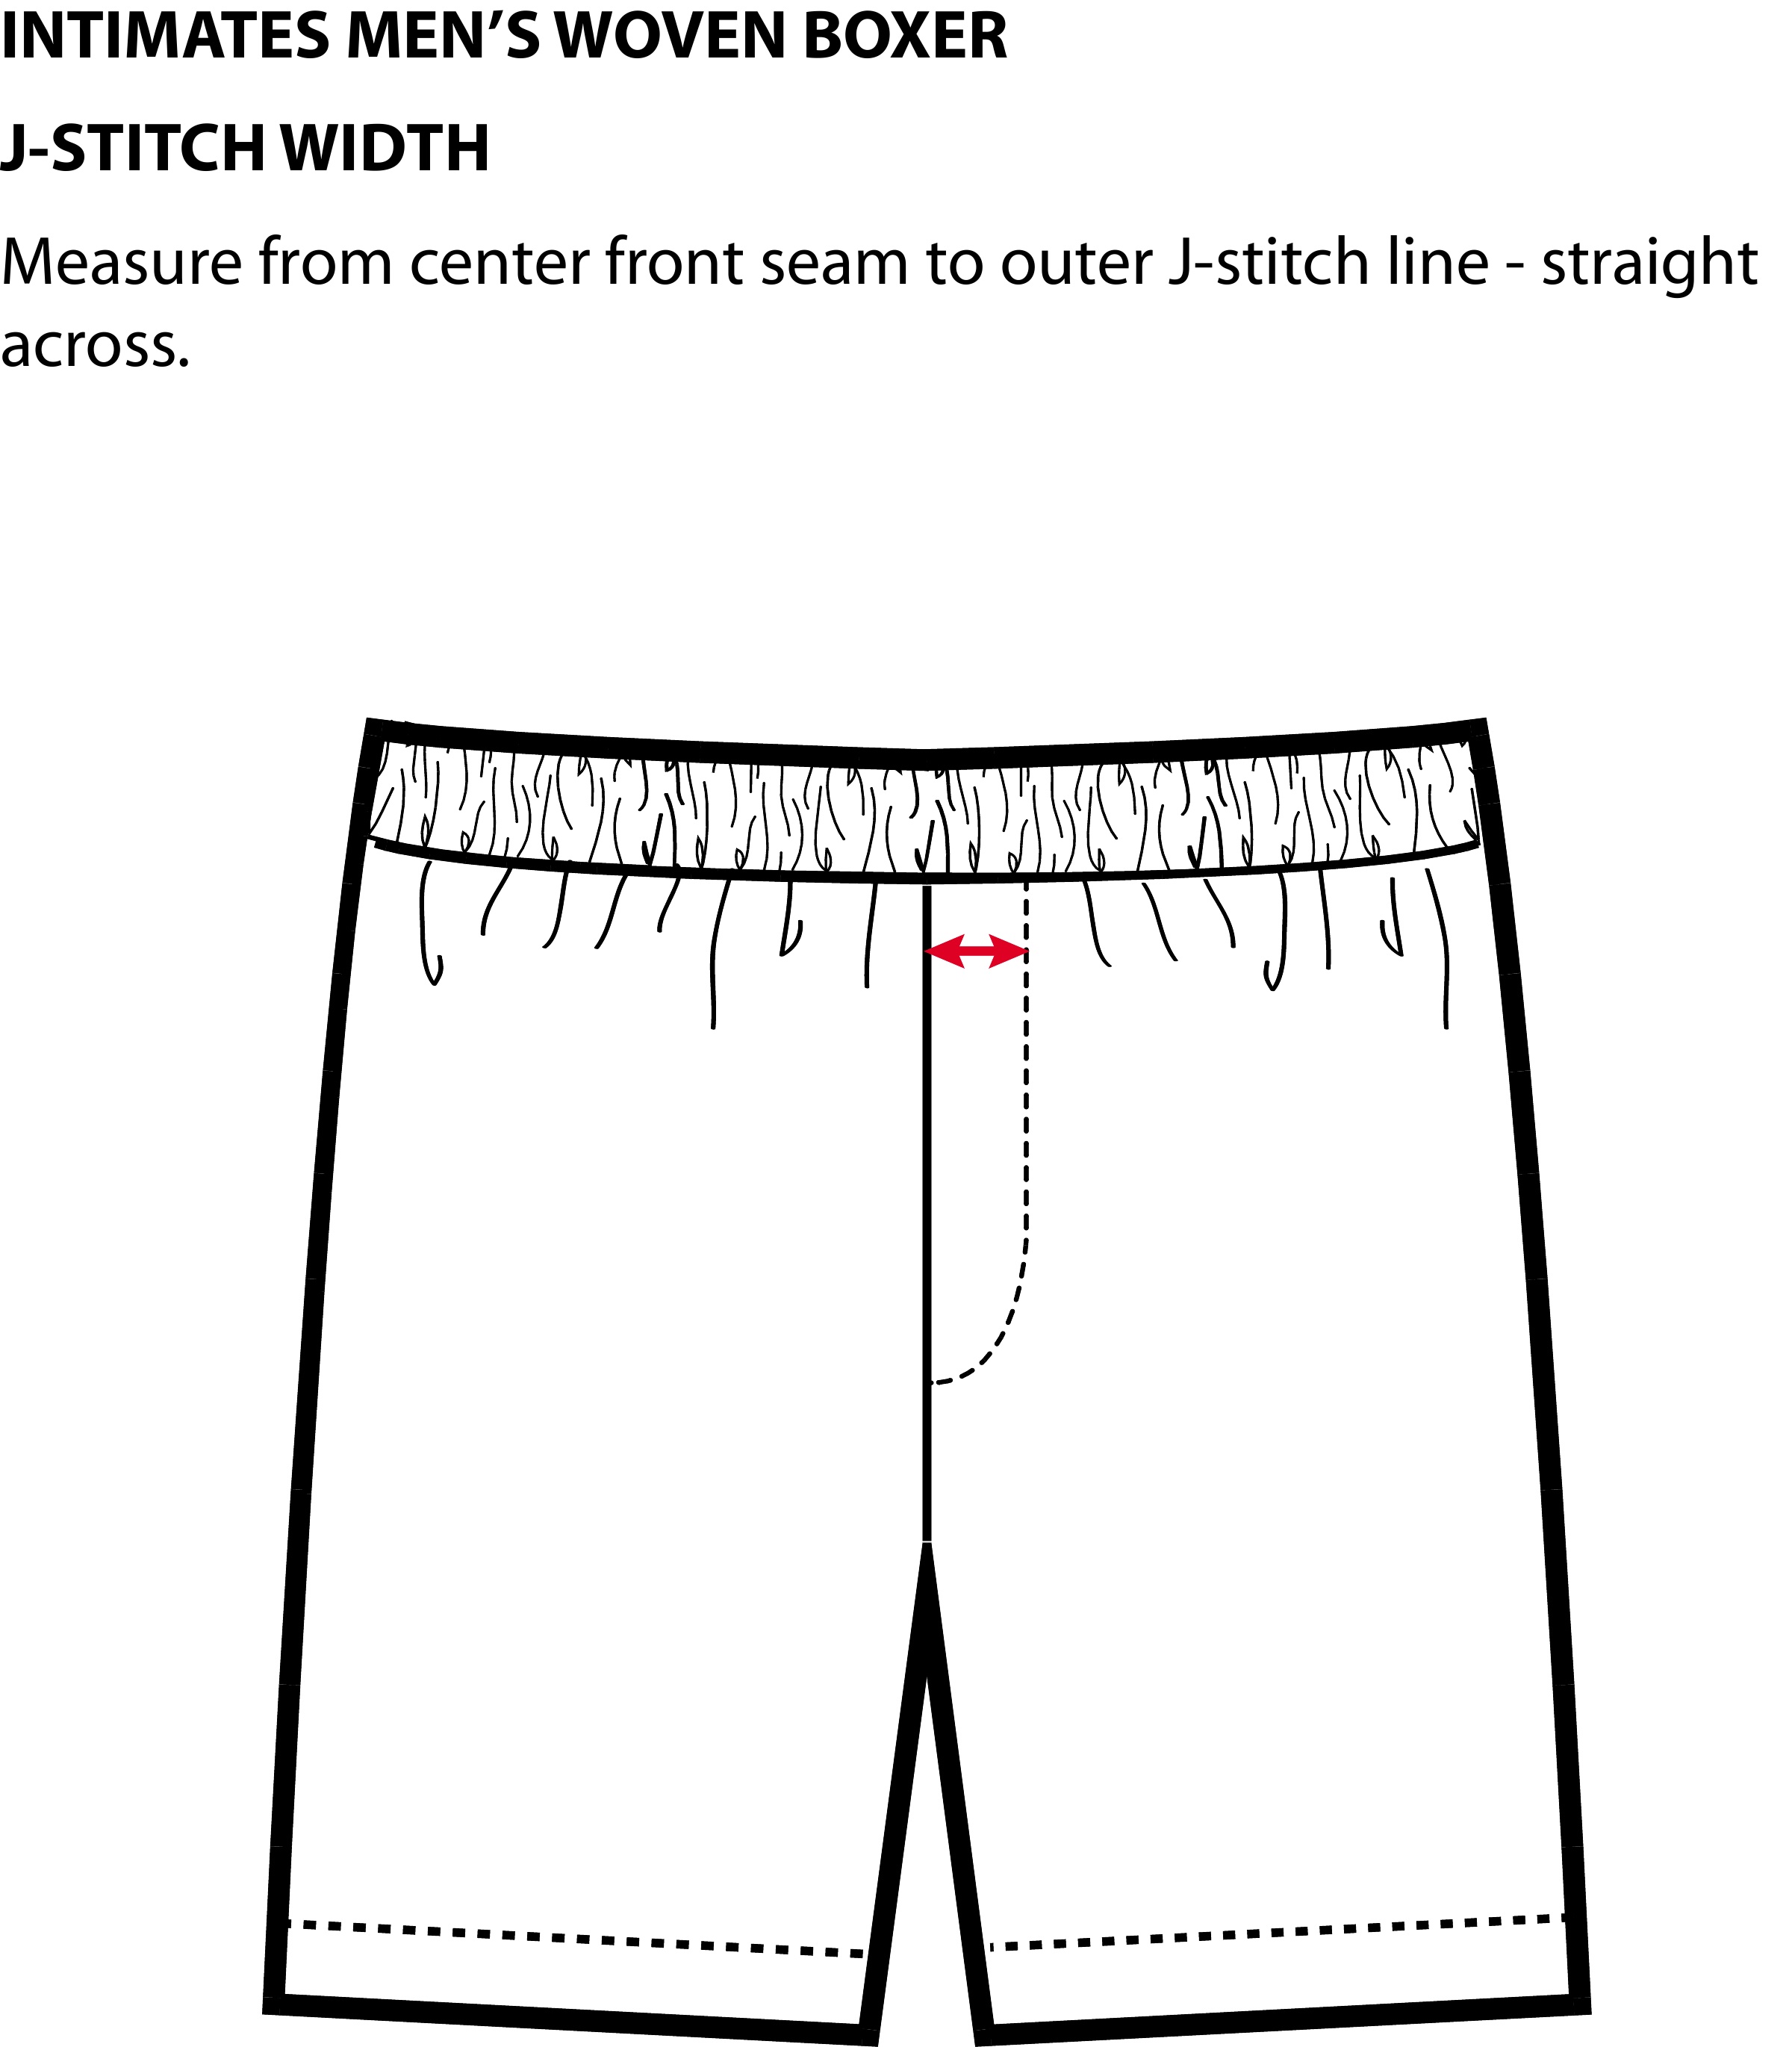 INTIMATES MEN’S WOVEN BOXER
J-STITCH WIDTH
Measure from center front seam to outer J-stitch line - straight
across.